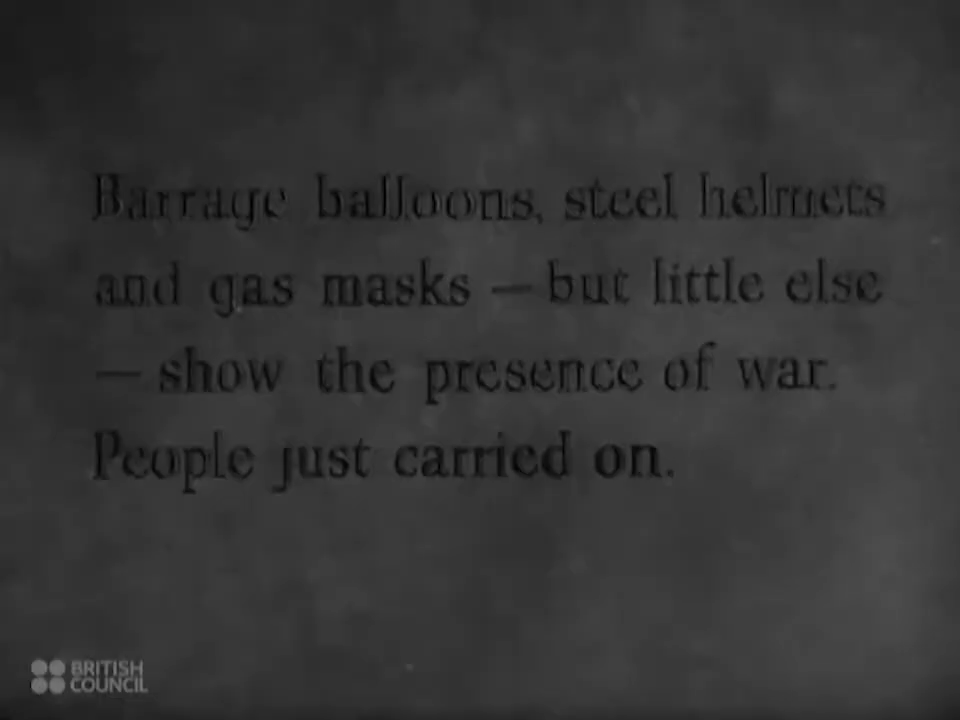 Barrage balloons, steel helmets
and gas masks — but little else
— show the presence of war.
People just carried on.
BRITISH
COUNCIL